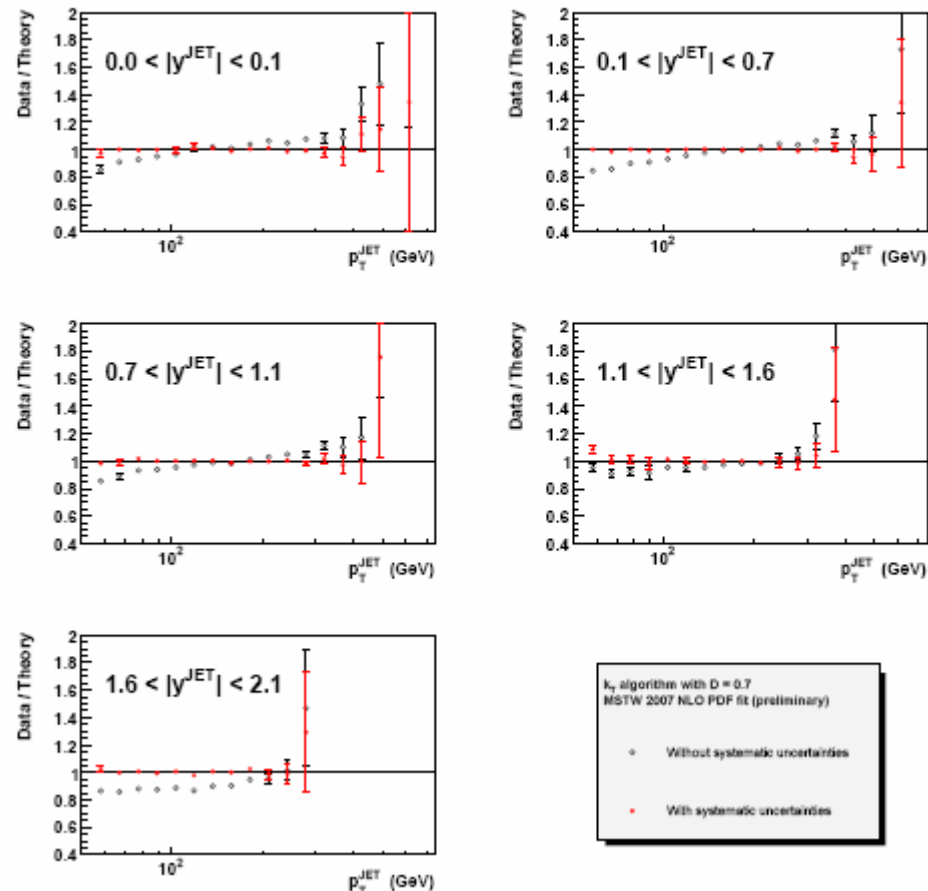 Data / Theory
2
1.8
1.6
1.4
1.2
1
0.8
0.6
0.4
0.0 < |y^JET| < 0.1
10^2
p_T^JET (GeV)
Data / Theory
2
1.8
1.6
1.4
1.2
1
0.8
0.6
0.4
0.1 < |y^JET| < 0.7
10^2
p_T^JET (GeV)
Data / Theory
2
1.8
1.6
1.4
1.2
1
0.8
0.6
0.4
0.7 < |y^JET| < 1.1
10^2
p_T^JET (GeV)
Data / Theory
2
1.8
1.6
1.4
1.2
1
0.8
0.6
0.4
1.1 < |y^JET| < 1.6
10^2
p_T^JET (GeV)
Data / Theory
2
1.8
1.6
1.4
1.2
1
0.8
0.6
0.4
1.6 < |y^JET| < 2.1
10^2
p_T^JET (GeV)
k_T algorithm with D = 0.7
MSTW 2007 NLO PDF fit (preliminary)
Without systematic uncertainties
With systematic uncertainties